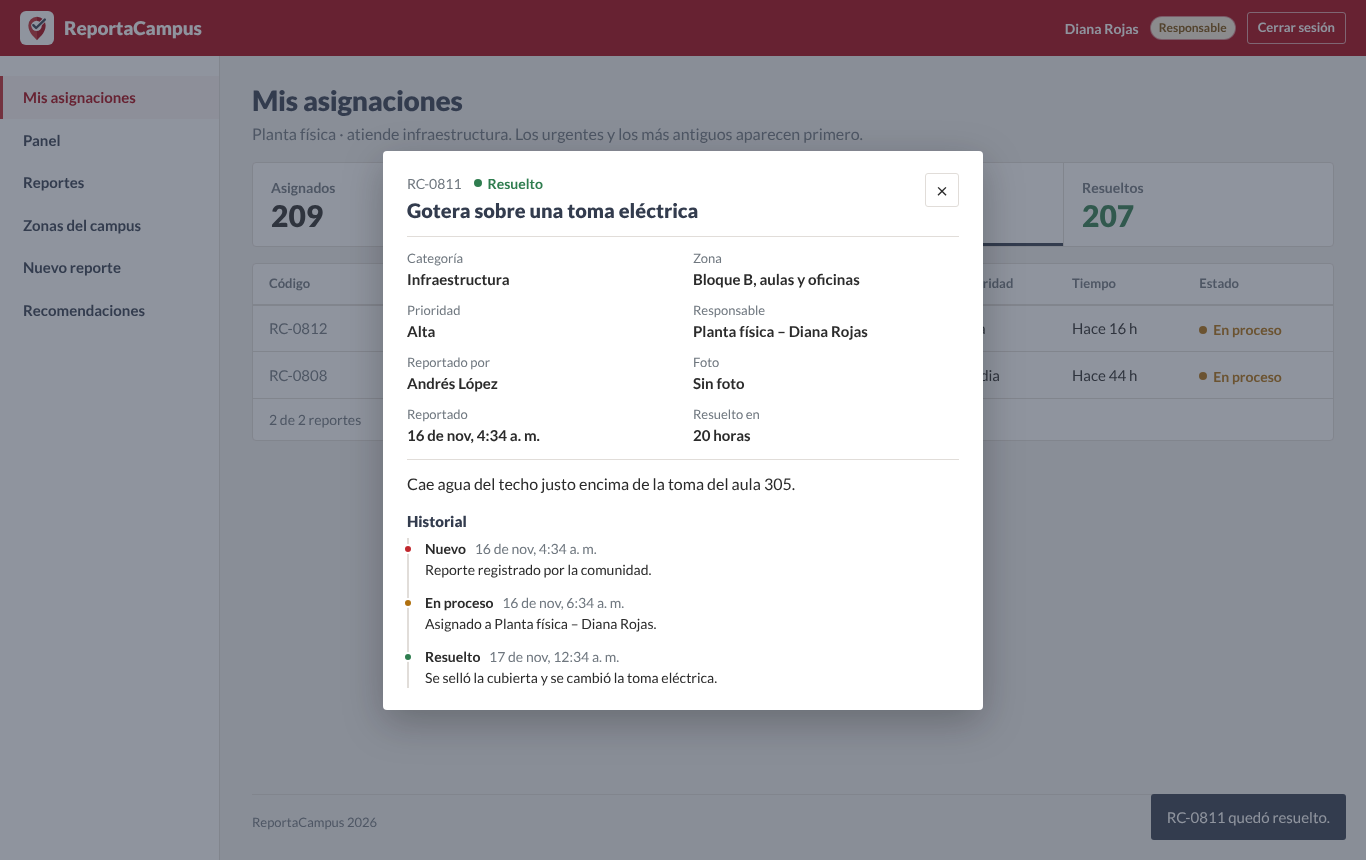 ReportaCampus
Diana Rojas
Responsable
Cerrar sesión
Mis asignaciones
Panel
Reportes
Zonas del campus
Nuevo reporte
Recomendaciones
Mis asignaciones
Planta física · atiende infraestructura. Los urgentes y los más antiguos aparecen primero.
Asignados
209
Resueltos
207
Código
Tiempo
Estado
RC-0812
Hace 16 h
En proceso
RC-0808
Hace 44 h
En proceso
2 de 2 reportes
RC-0811
Resuelto
×
Gotera sobre una toma eléctrica
Categoría
Zona
Infraestructura
Bloque B, aulas y oficinas
Prioridad
Responsable
Alta
Planta física – Diana Rojas
Reportado por
Foto
Andrés López
Sin foto
Reportado
Resuelto en
16 de nov, 4:34 a. m.
20 horas
Cae agua del techo justo encima de la toma del aula 305.
Historial
Nuevo 16 de nov, 4:34 a. m.
Reporte registrado por la comunidad.
En proceso 16 de nov, 6:34 a. m.
Asignado a Planta física – Diana Rojas.
Resuelto 17 de nov, 12:34 a. m.
Se selló la cubierta y se cambió la toma eléctrica.
ReportaCampus 2026
RC-0811 quedó resuelto.